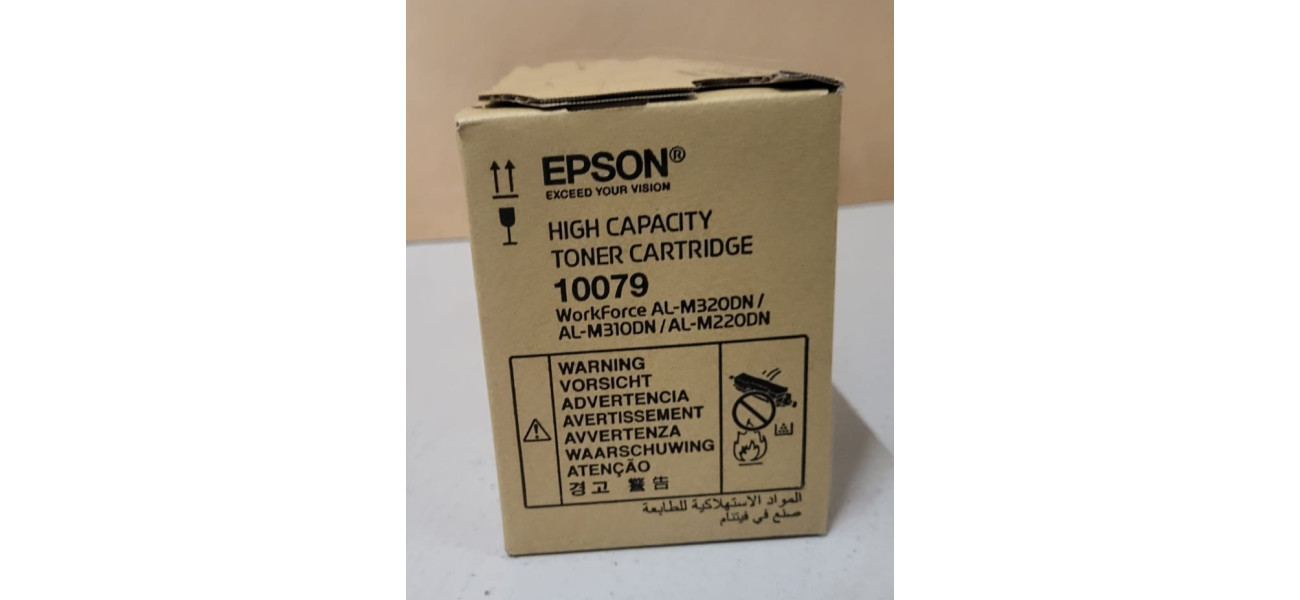 EPSON®
EXCEED YOUR VISION
HIGH CAPACITY
TONER CARTRIDGE
10079
WorkForce AL-M320DN /
AL-M310DN / AL-M220DN
WARNING
VORSICHT
ADVERTENCIA
AVERTISSEMENT
AVVERTENZA
WAARSCHUWING
ATENÇÃO
경고 警告
المواد الاستهلاكية للطابعة
صنع في فيتنام